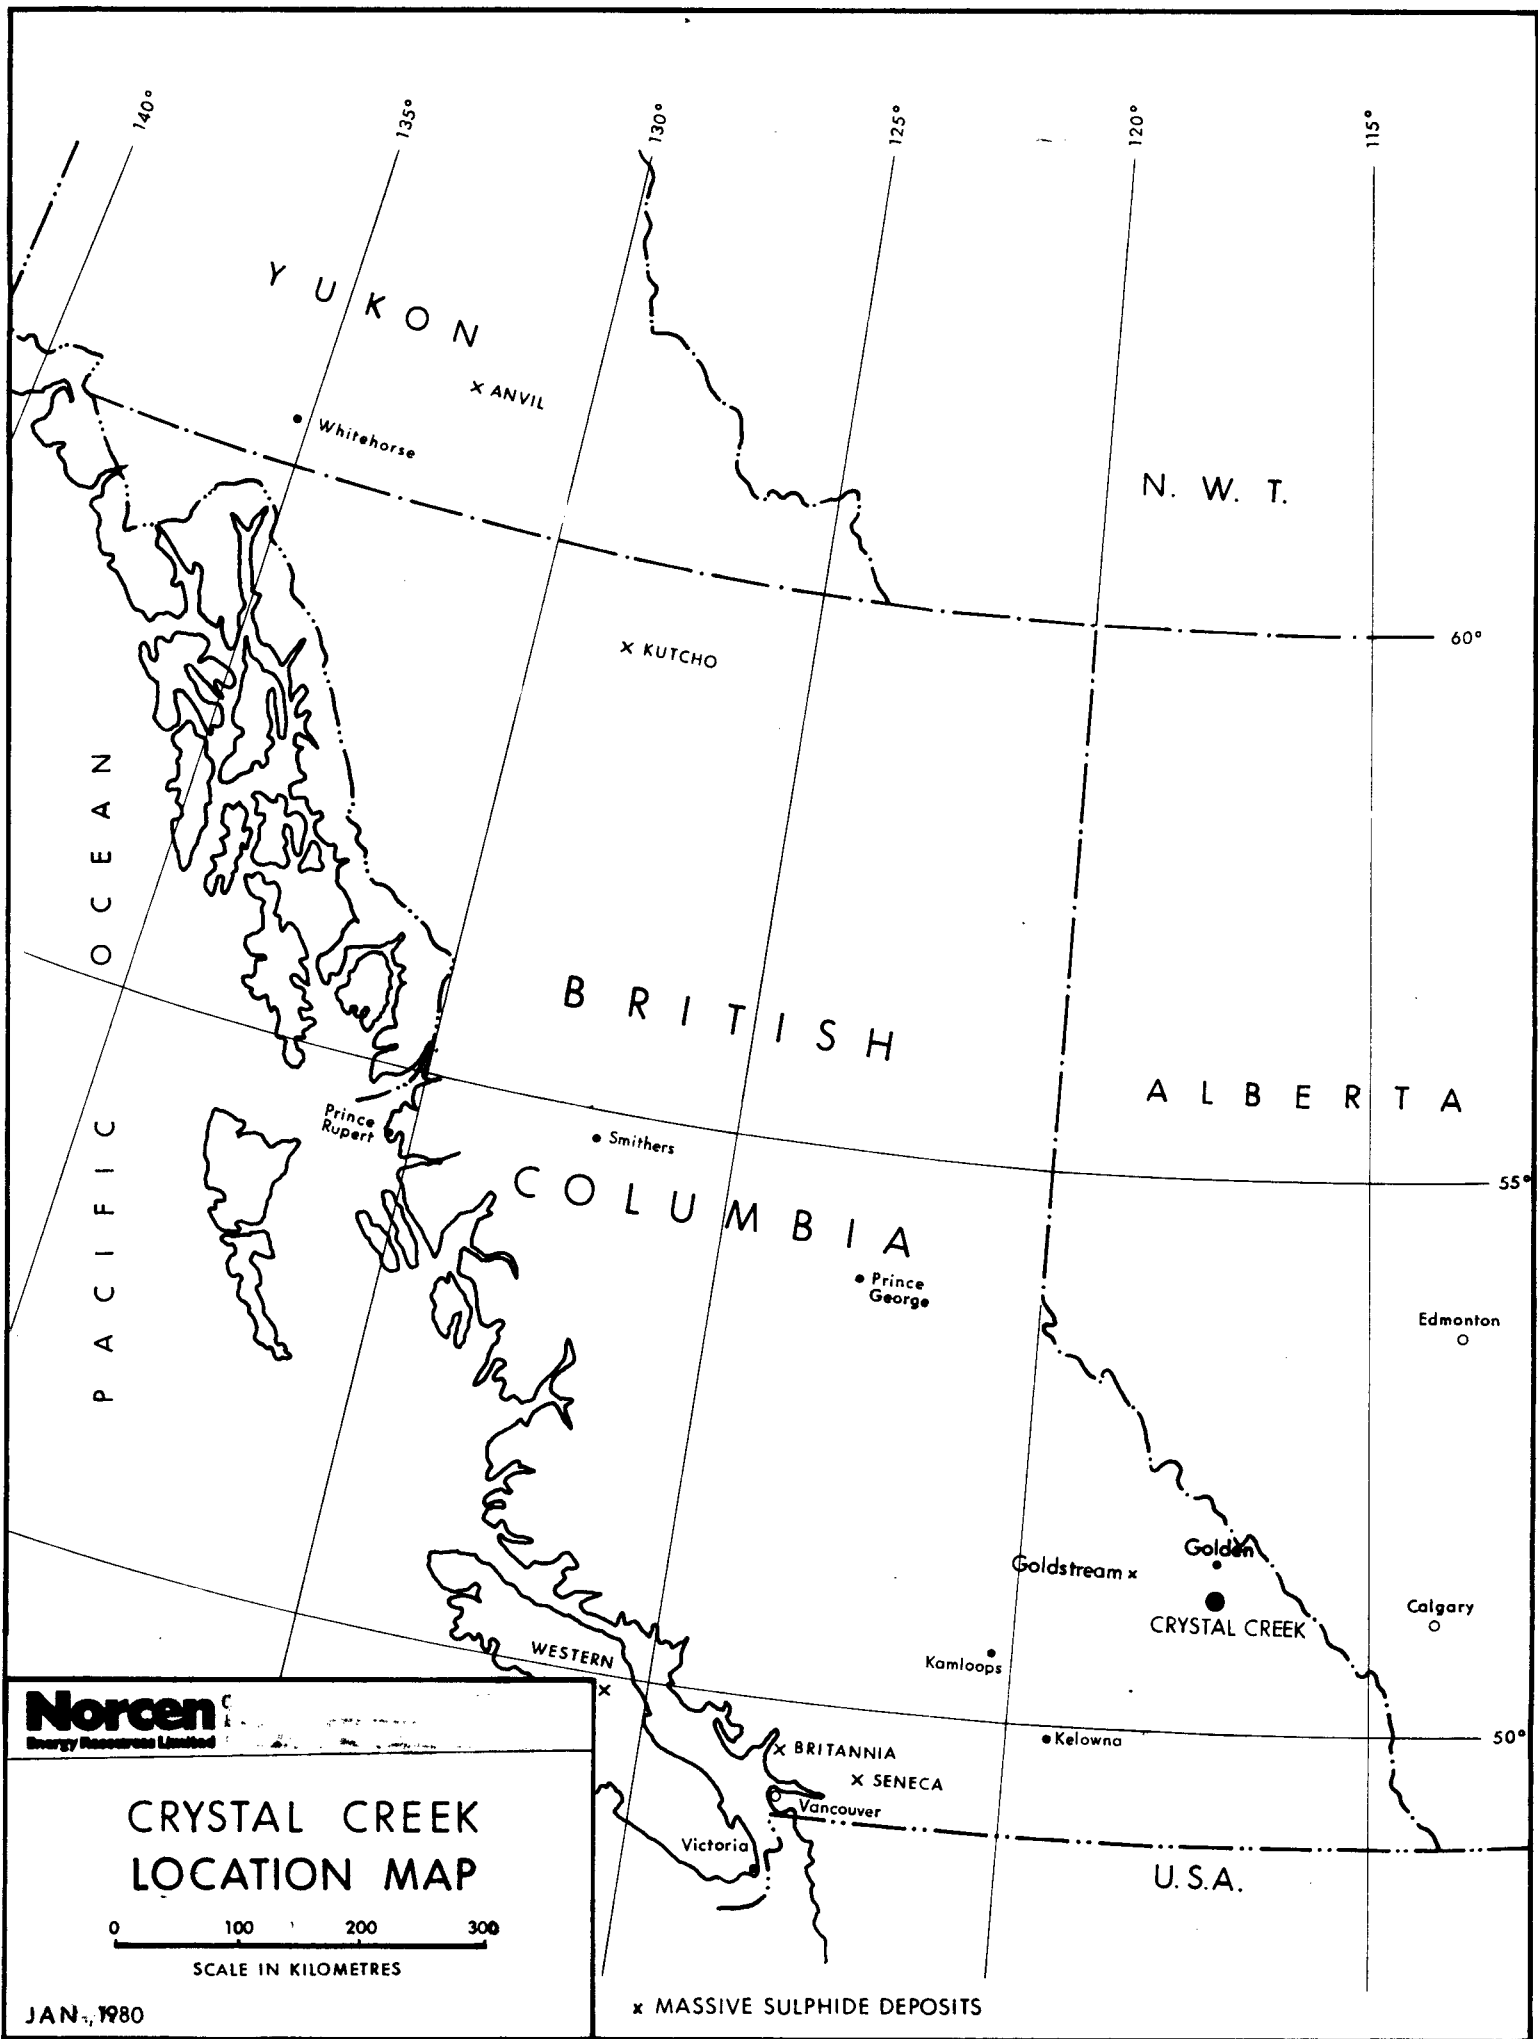 140°
135°
130°
125°
120°
115°
YUKON
x ANVIL
Whitehorse
N. W. T.
60°
x KUTCHO
PACIFIC OCEAN
BRITISH
COLUMBIA
ALBERTA
55°
Prince
Rupert
Smithers
Prince
George
Edmonton
Golden
Goldstream x
CRYSTAL CREEK
Calgary
Kamloops
WESTERN
x
50°
Kelowna
x BRITANNIA
x SENECA
Vancouver
Victoria
U.S.A.
Norcen
Energy Resources Limited
CRYSTAL CREEK
LOCATION MAP
0 100 200 300
SCALE IN KILOMETRES
JAN., 1980
x MASSIVE SULPHIDE DEPOSITS